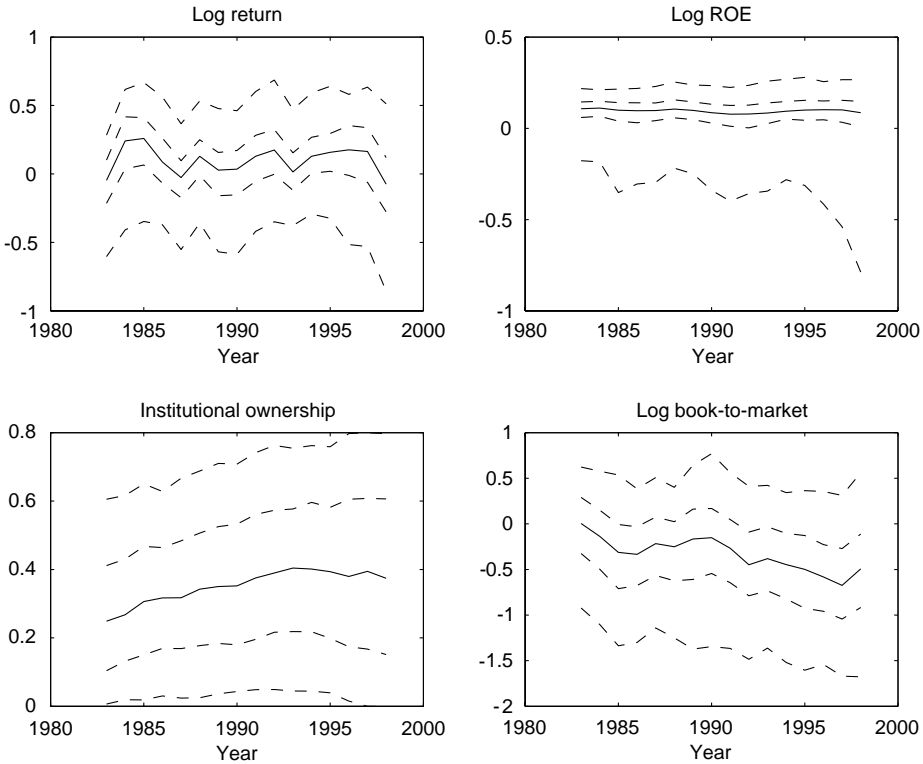 Log return
1
0.5
0
-0.5
-1
1980 1985 1990 1995 2000
Year
Log ROE
0.5
0
-0.5
-1
1980 1985 1990 1995 2000
Year
Institutional ownership
0.8
0.6
0.4
0.2
0
1980 1985 1990 1995 2000
Year
Log book-to-market
1
0.5
0
-0.5
-1
-1.5
-2
1980 1985 1990 1995 2000
Year